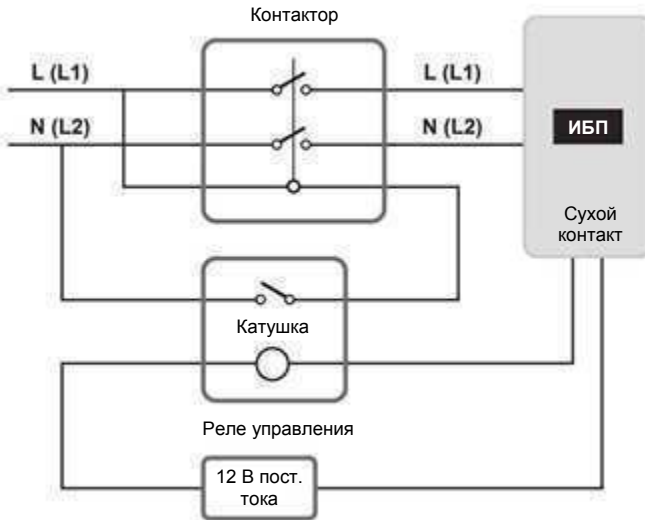 Контактор
L (L1)
L (L1)
N (L2)
N (L2)
ИБП
Сухой
контакт
Катушка
Реле управления
12 В пост.
тока